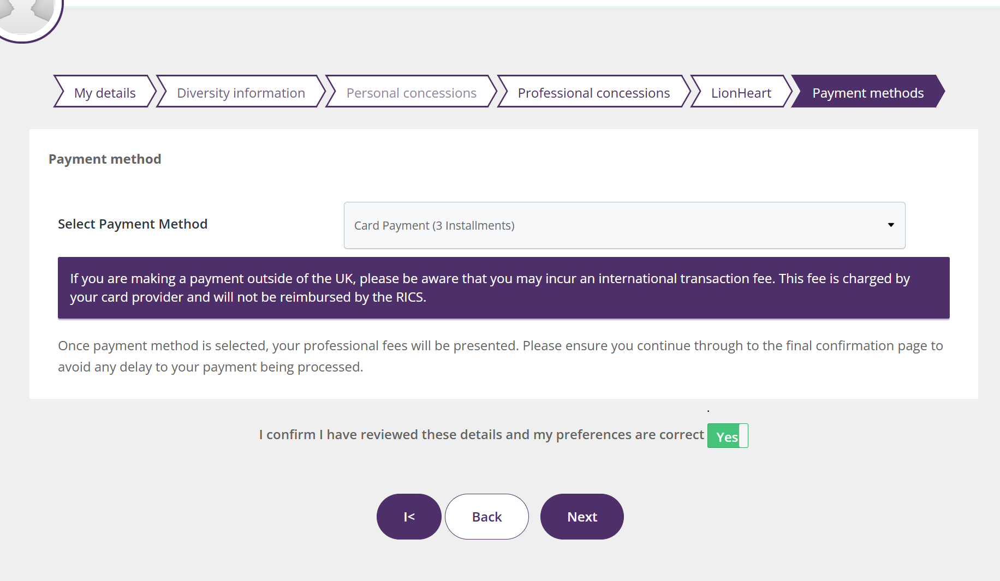 My details
Diversity information
Personal concessions
Professional concessions
LionHeart
Payment methods
Payment method
Select Payment Method
Card Payment (3 Installments)
If you are making a payment outside of the UK, please be aware that you may incur an international transaction fee. This fee is charged by
your card provider and will not be reimbursed by the RICS.
Once payment method is selected, your professional fees will be presented. Please ensure you continue through to the final confirmation page to
avoid any delay to your payment being processed.
.
I confirm I have reviewed these details and my preferences are correct Yes
I<
Back
Next